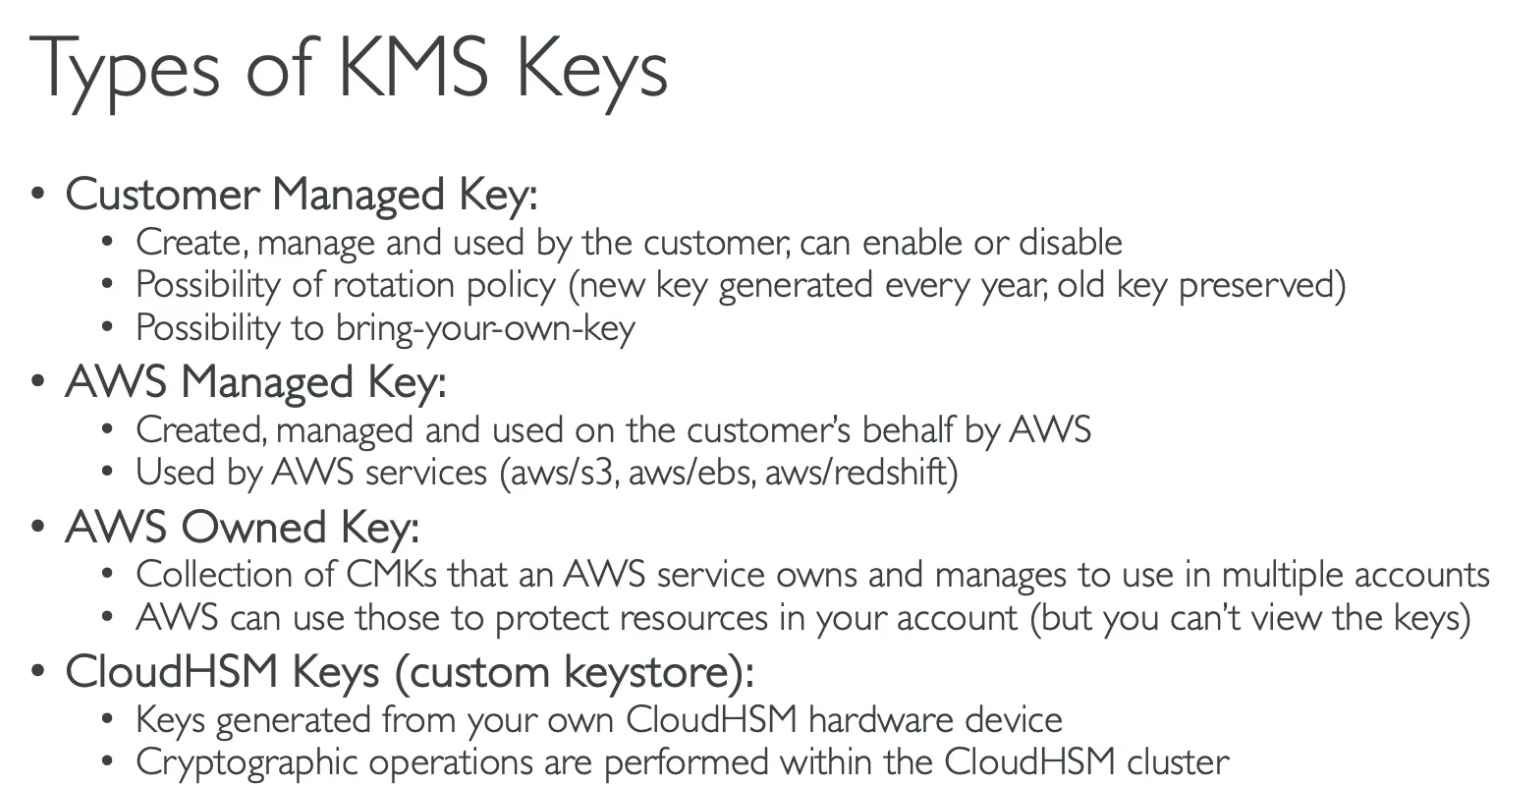 Types of KMS Keys
• Customer Managed Key:
• Create, manage and used by the customer, can enable or disable
• Possibility of rotation policy (new key generated every year, old key preserved)
• Possibility to bring-your-own-key
• AWS Managed Key:
• Created, managed and used on the customer's behalf by AWS
• Used by AWS services (aws/s3, aws/ebs, aws/redshift)
• AWS Owned Key:
• Collection of CMKs that an AWS service owns and manages to use in multiple accounts
• AWS can use those to protect resources in your account (but you can't view the keys)
• CloudHSM Keys (custom keystore):
• Keys generated from your own CloudHSM hardware device
• Cryptographic operations are performed within the CloudHSM cluster